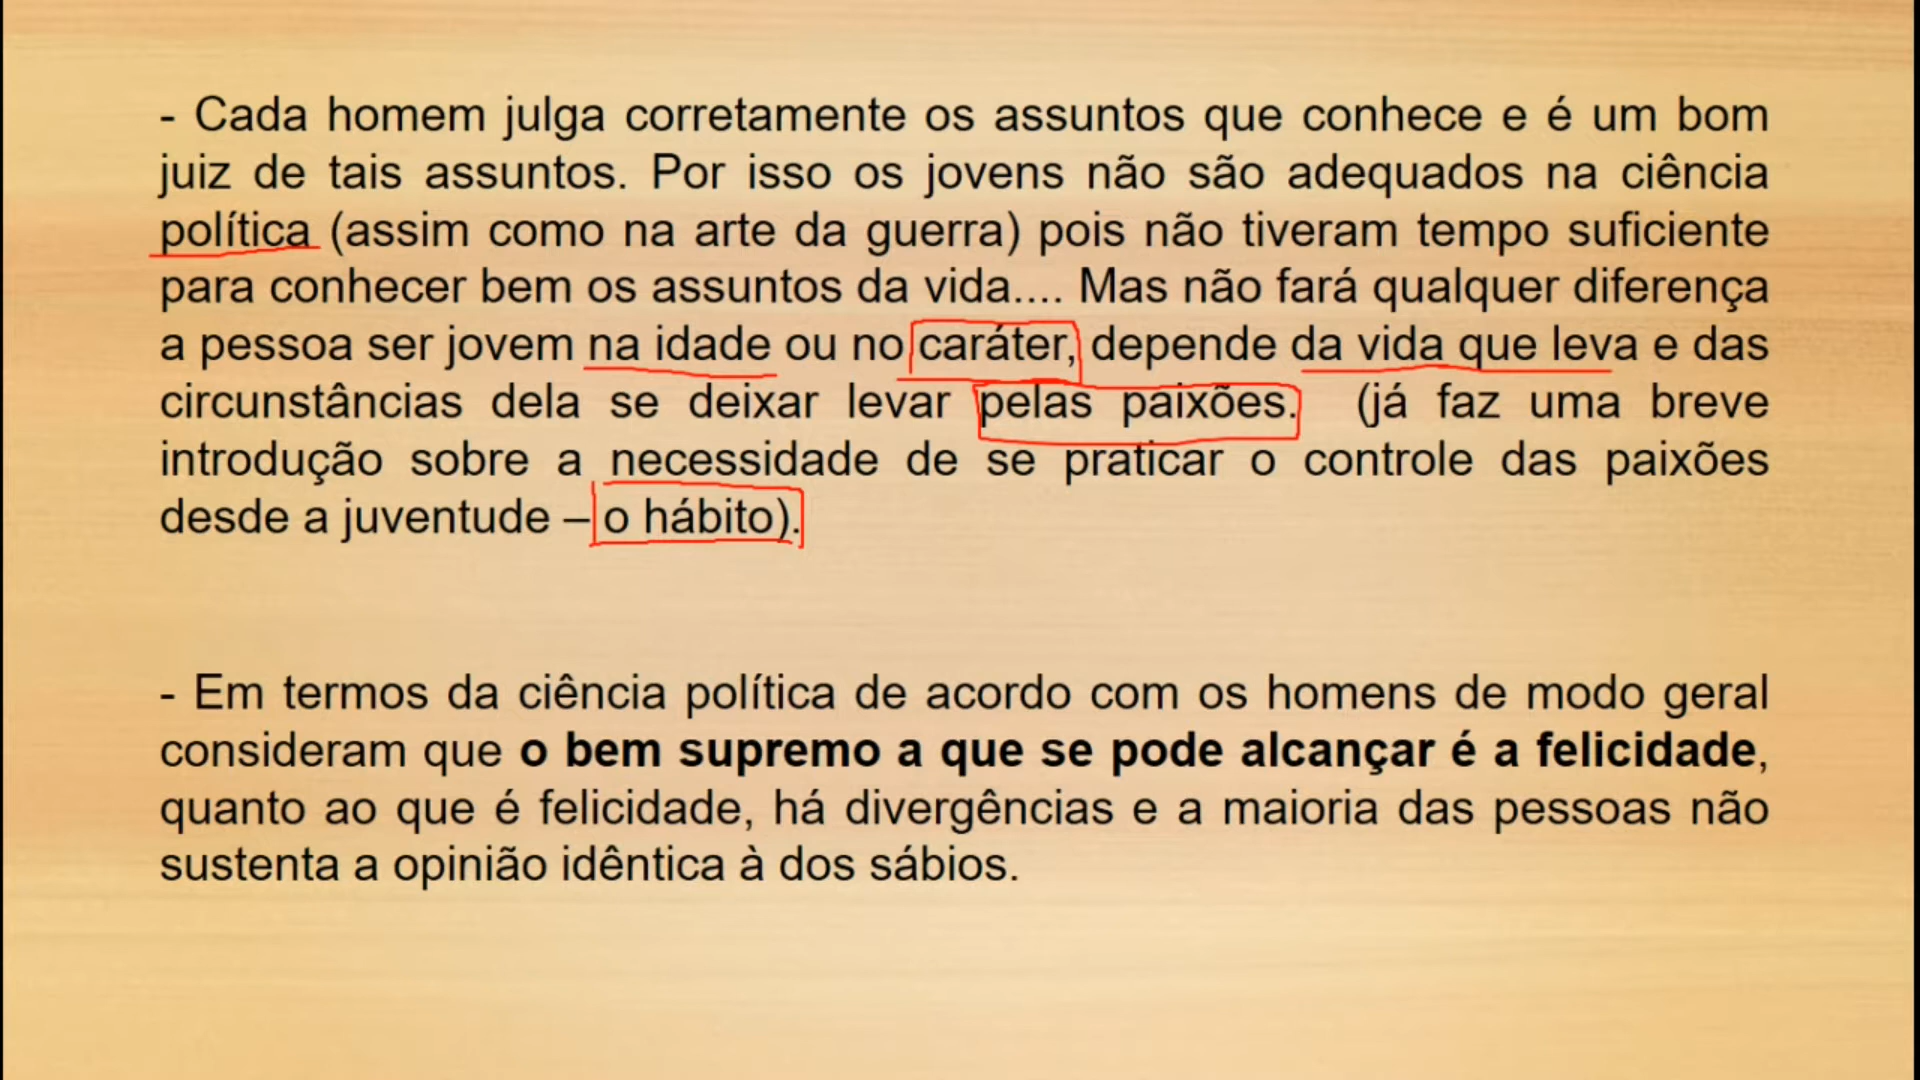 - Cada homem julga corretamente os assuntos que conhece e é um bom
juiz de tais assuntos. Por isso os jovens não são adequados na ciência
política (assim como na arte da guerra) pois não tiveram tempo suficiente
para conhecer bem os assuntos da vida.... Mas não fará qualquer diferença
a pessoa ser jovem na idade ou no caráter, depende da vida que leva e das
circunstâncias dela se deixar levar pelas paixões. (já faz uma breve
introdução sobre a necessidade de se praticar o controle das paixões
desde a juventude – o hábito).
- Em termos da ciência política de acordo com os homens de modo geral
consideram que o bem supremo a que se pode alcançar é a felicidade,
quanto ao que é felicidade, há divergências e a maioria das pessoas não
sustenta a opinião idêntica à dos sábios.